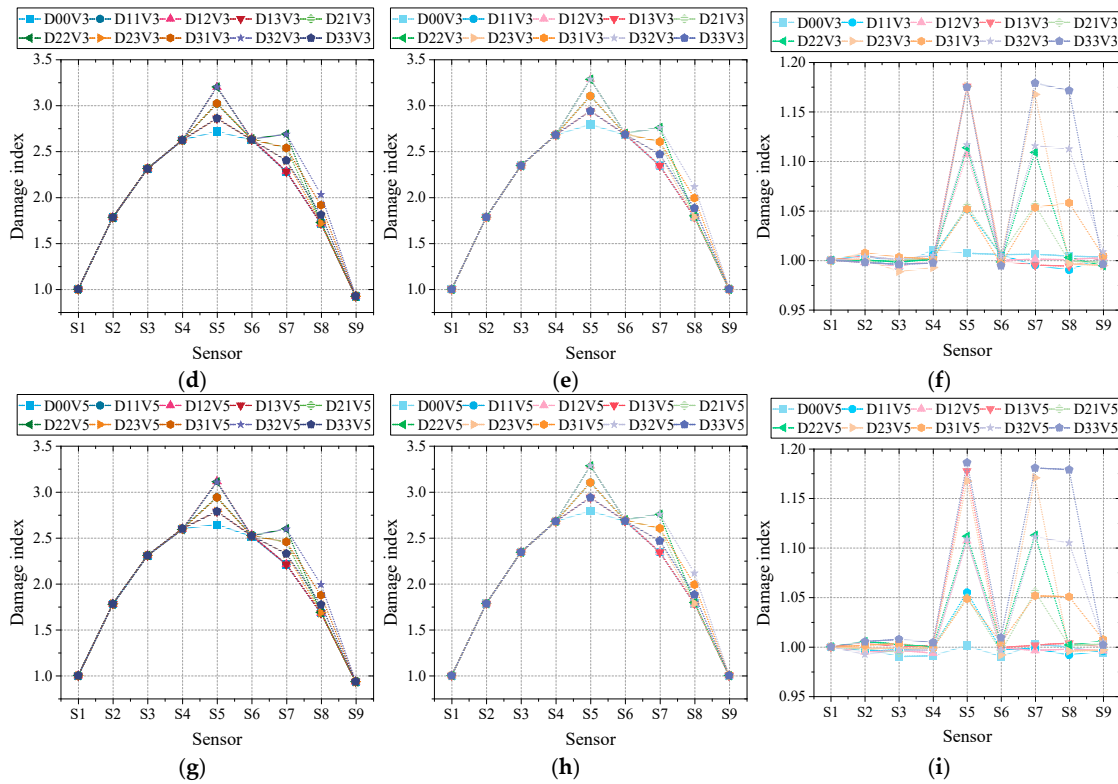 D00V3 D11V3 D12V3 D13V3 D21V3
D22V3 D23V3 D31V3 D32V3 D33V3
3.5
3.0
2.5
2.0
1.5
1.0
Damage index
S1 S2 S3 S4 S5 S6 S7 S8 S9
Sensor
(d)
D00V3 D11V3 D12V3 D13V3 D21V3
D22V3 D23V3 D31V3 D32V3 D33V3
3.5
3.0
2.5
2.0
1.5
1.0
Damage index
S1 S2 S3 S4 S5 S6 S7 S8 S9
Sensor
(e)
D00V3 D11V3 D12V3 D13V3 D21V3
D22V3 D23V3 D31V3 D32V3 D33V3
1.20
1.15
1.10
1.05
1.00
0.95
Damage index
S1 S2 S3 S4 S5 S6 S7 S8 S9
Sensor
(f)
D00V5 D11V5 D12V5 D13V5 D21V5
D22V5 D23V5 D31V5 D32V5 D33V5
3.5
3.0
2.5
2.0
1.5
1.0
Damage index
S1 S2 S3 S4 S5 S6 S7 S8 S9
Sensor
(g)
D00V5 D11V5 D12V5 D13V5 D21V5
D22V5 D23V5 D31V5 D32V5 D33V5
3.5
3.0
2.5
2.0
1.5
1.0
Damage index
S1 S2 S3 S4 S5 S6 S7 S8 S9
Sensor
(h)
D00V5 D11V5 D12V5 D13V5 D21V5
D22V5 D23V5 D31V5 D32V5 D33V5
1.20
1.15
1.10
1.05
1.00
0.95
Damage index
S1 S2 S3 S4 S5 S6 S7 S8 S9
Sensor
(i)